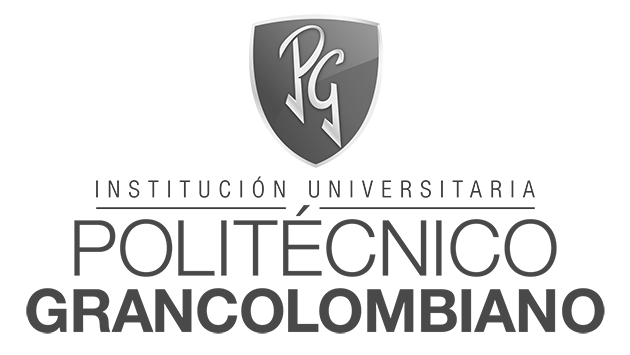 PG
INSTITUCIÓN UNIVERSITARIA
POLITÉCNICO
GRANCOLOMBIANO